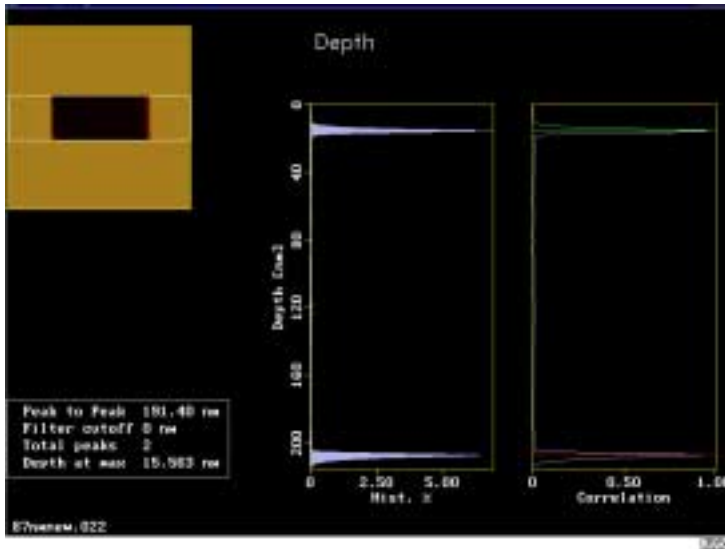 Depth
0
40
80
120
160
200
Depth [nm]
0 2.50 5.00
Hist. %
0 0.50 1.00
Correlation
Peak to Peak 191.40 nm
Filter cutoff 0 nm
Total peaks 2
Depth at max 15.563 nm